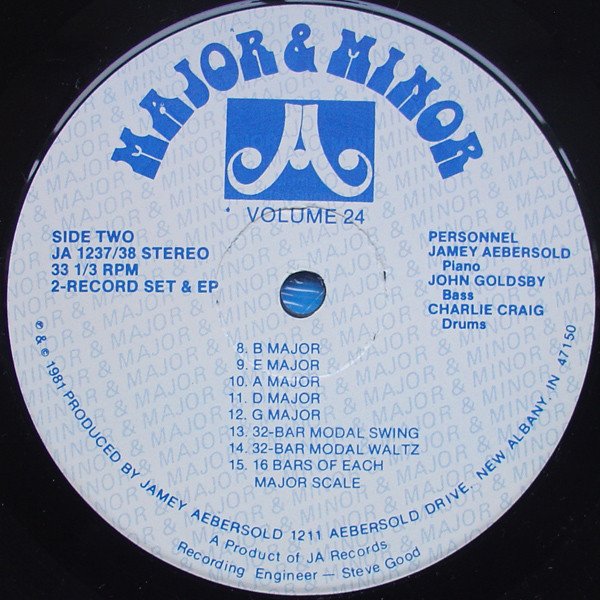 MAJOR & MINOR
VOLUME 24
SIDE TWO
JA 1237/38 STEREO
33 1/3 RPM
2-RECORD SET & EP
PERSONNEL
JAMEY AEBERSOLD
Piano
JOHN GOLDSBY
Bass
CHARLIE CRAIG
Drums
8. B MAJOR
9. E MAJOR
10. A MAJOR
11. D MAJOR
12. G MAJOR
13. 32-BAR MODAL SWING
14. 32-BAR MODAL WALTZ
15. 16 BARS OF EACH
MAJOR SCALE
℗ & © 1981 PRODUCED BY JAMEY AEBERSOLD 1211 AEBERSOLD DRIVE, NEW ALBANY, IN 47150
A Product of JA Records
Recording Engineer — Steve Good